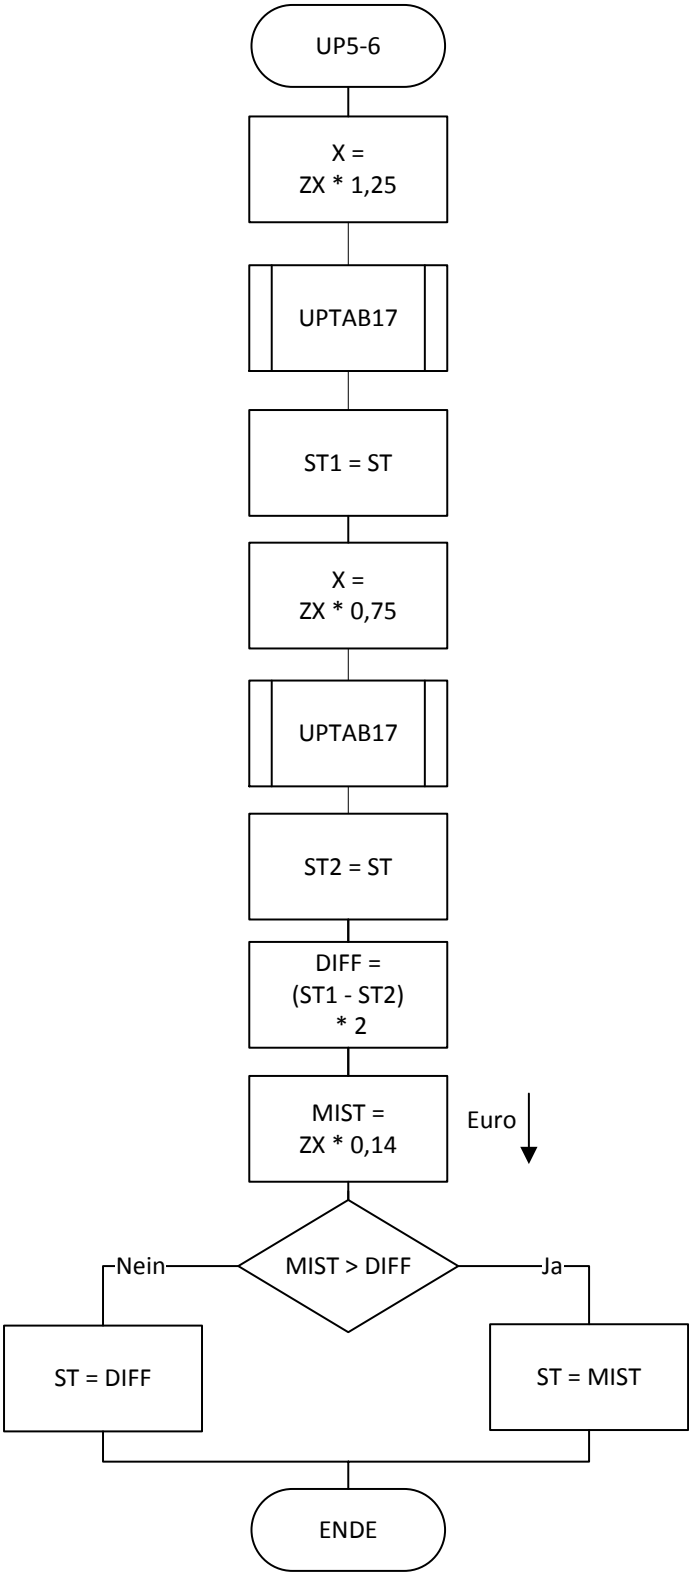 UP5-6
X =
ZX * 1,25
UPTAB17
ST1 = ST
X =
ZX * 0,75
UPTAB17
ST2 = ST
DIFF =
(ST1 - ST2)
* 2
MIST =
ZX * 0,14
Euro
MIST > DIFF
Nein
Ja
ST = DIFF
ST = MIST
ENDE